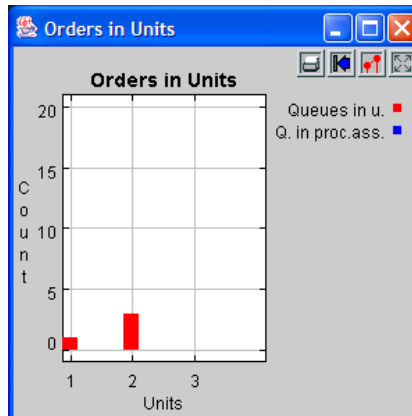 Orders in Units
Orders in Units
Queues in u.
Q. in proc.ass.
Count
20
15
10
5
0
1 2 3
Units